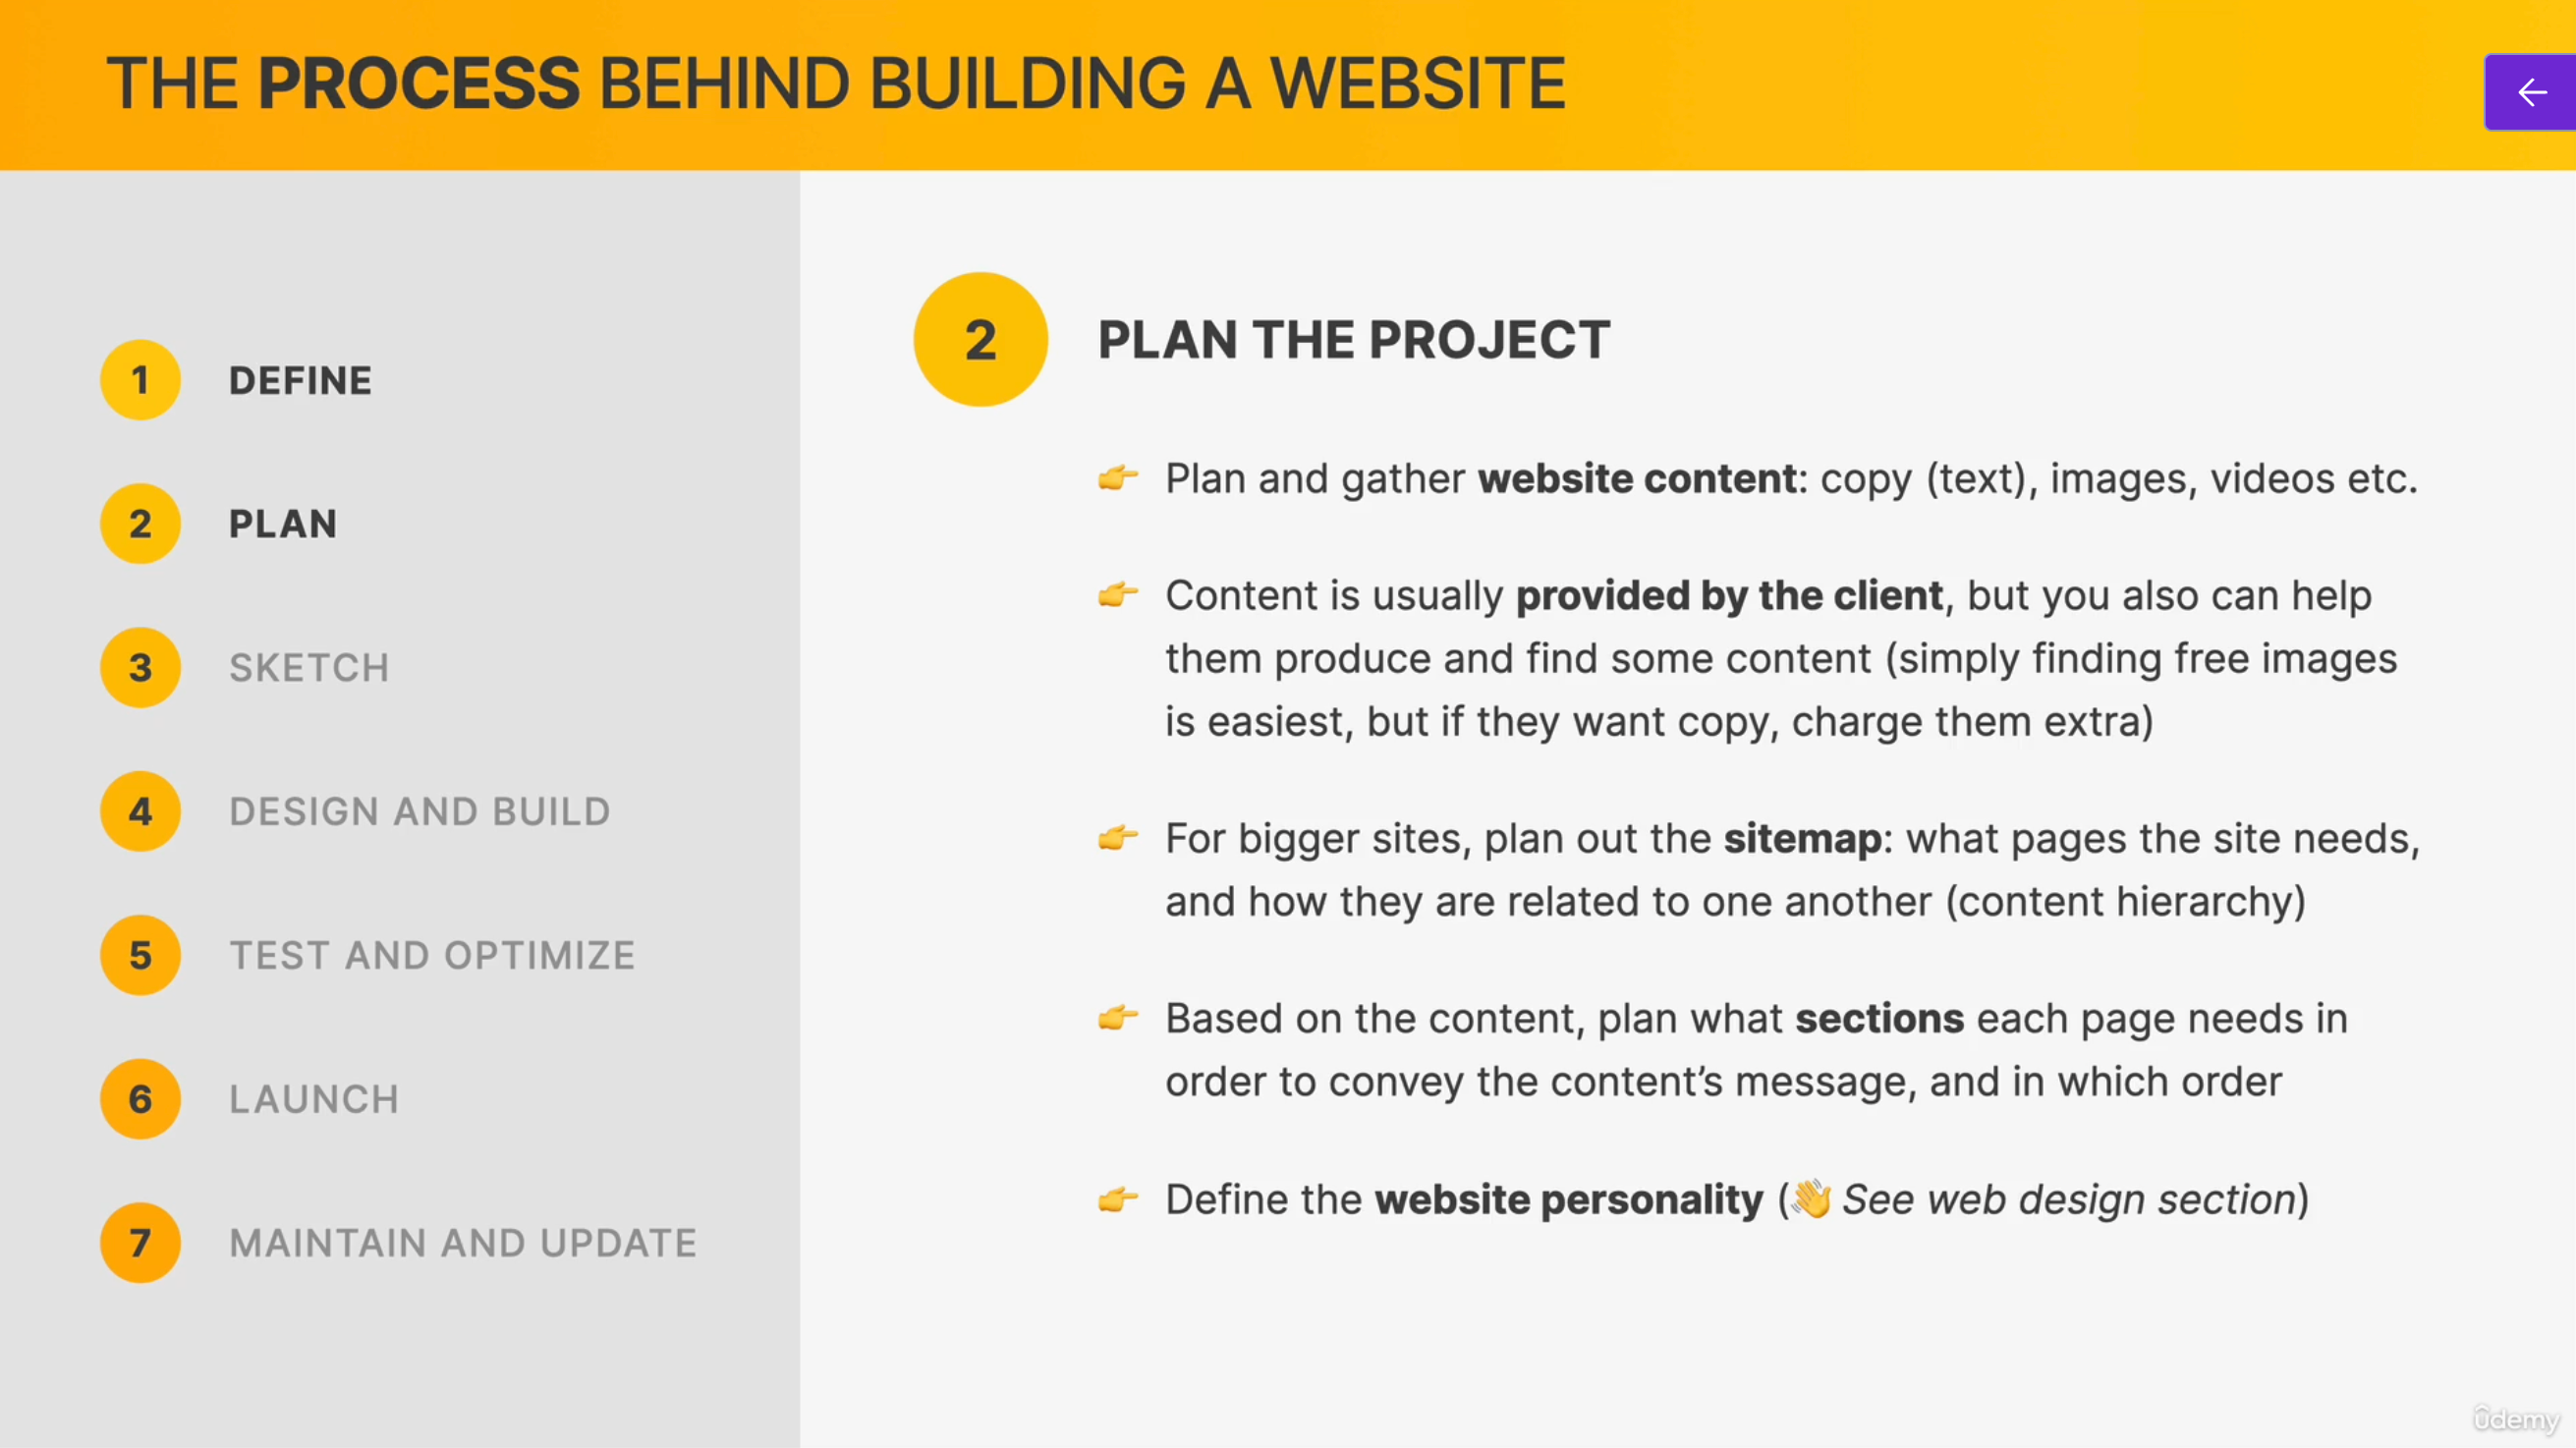 THE PROCESS BEHIND BUILDING A WEBSITE
1 DEFINE
2 PLAN
3 SKETCH
4 DESIGN AND BUILD
5 TEST AND OPTIMIZE
6 LAUNCH
7 MAINTAIN AND UPDATE
2 PLAN THE PROJECT
👉 Plan and gather website content: copy (text), images, videos etc.
👉 Content is usually provided by the client, but you also can help
them produce and find some content (simply finding free images
is easiest, but if they want copy, charge them extra)
👉 For bigger sites, plan out the sitemap: what pages the site needs,
and how they are related to one another (content hierarchy)
👉 Based on the content, plan what sections each page needs in
order to convey the content’s message, and in which order
👉 Define the website personality (👋 See web design section)
ûdemy